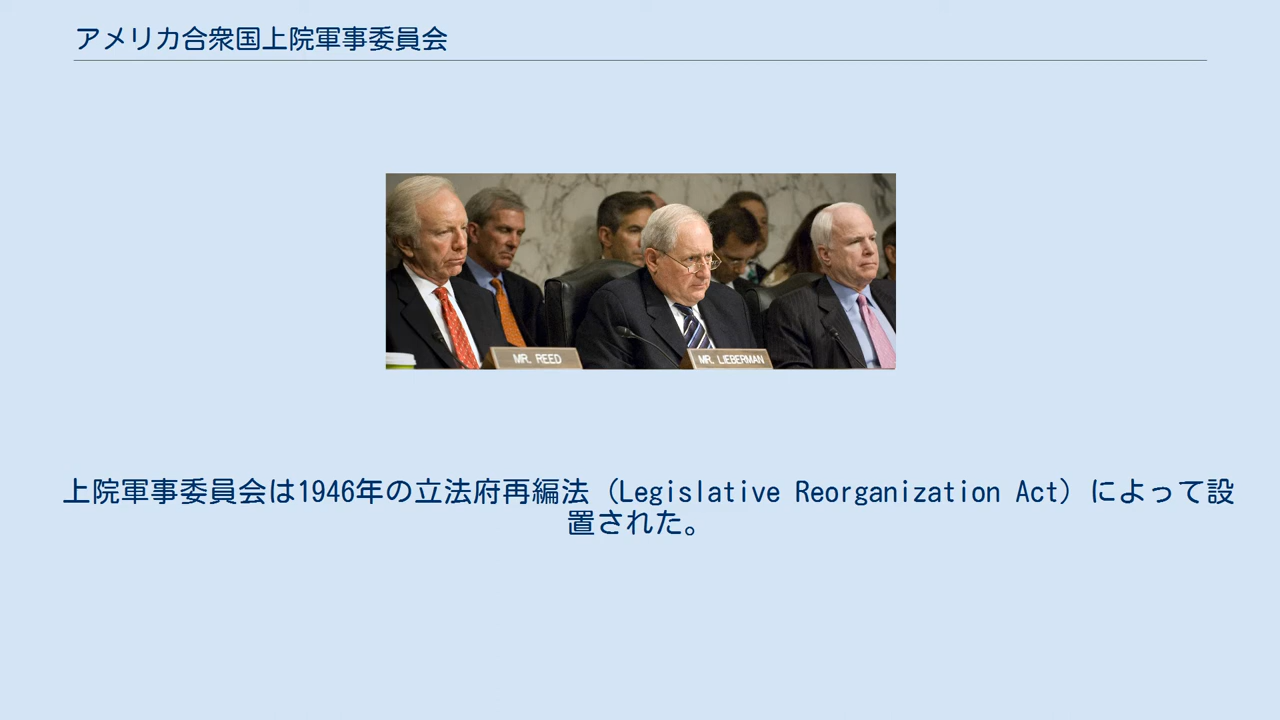 アメリカ合衆国上院軍事委員会
MR. REED
MR. LIEBERMAN
上院軍事委員会は1946年の立法府再編法（Legislative Reorganization Act）によって設
置された。